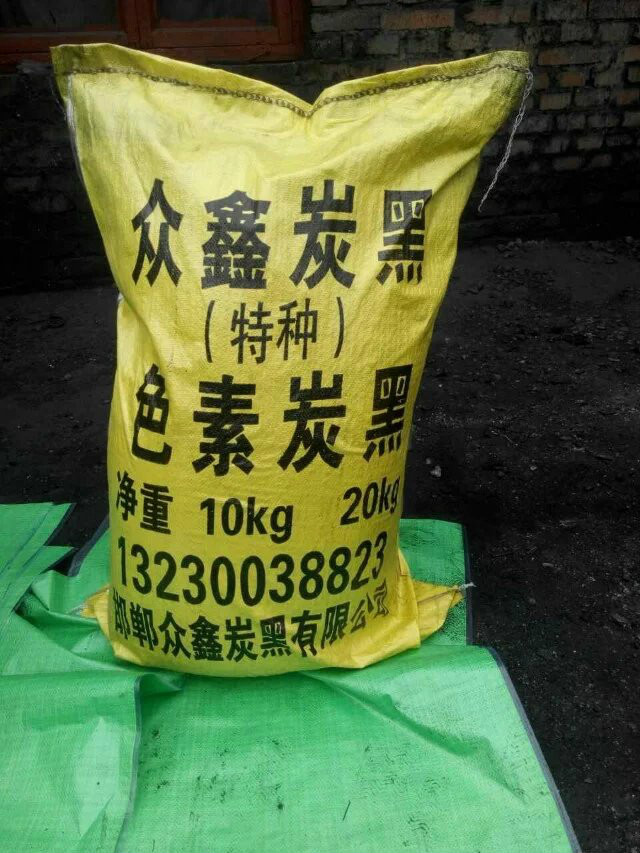 众鑫炭黑
(特种)
色素炭黑
净重 10kg 20kg
13230038823
邯郸众鑫炭黑有限公司